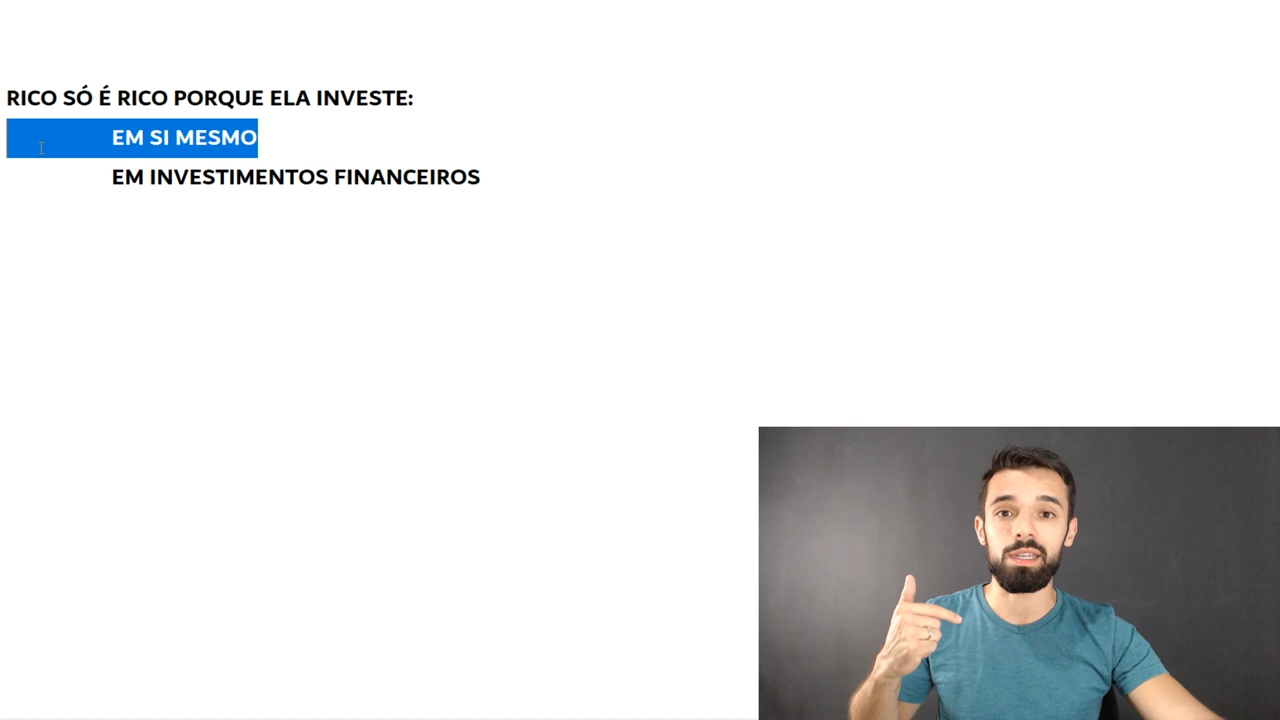 RICO SÓ É RICO PORQUE ELA INVESTE:
EM SI MESMO
EM INVESTIMENTOS FINANCEIROS